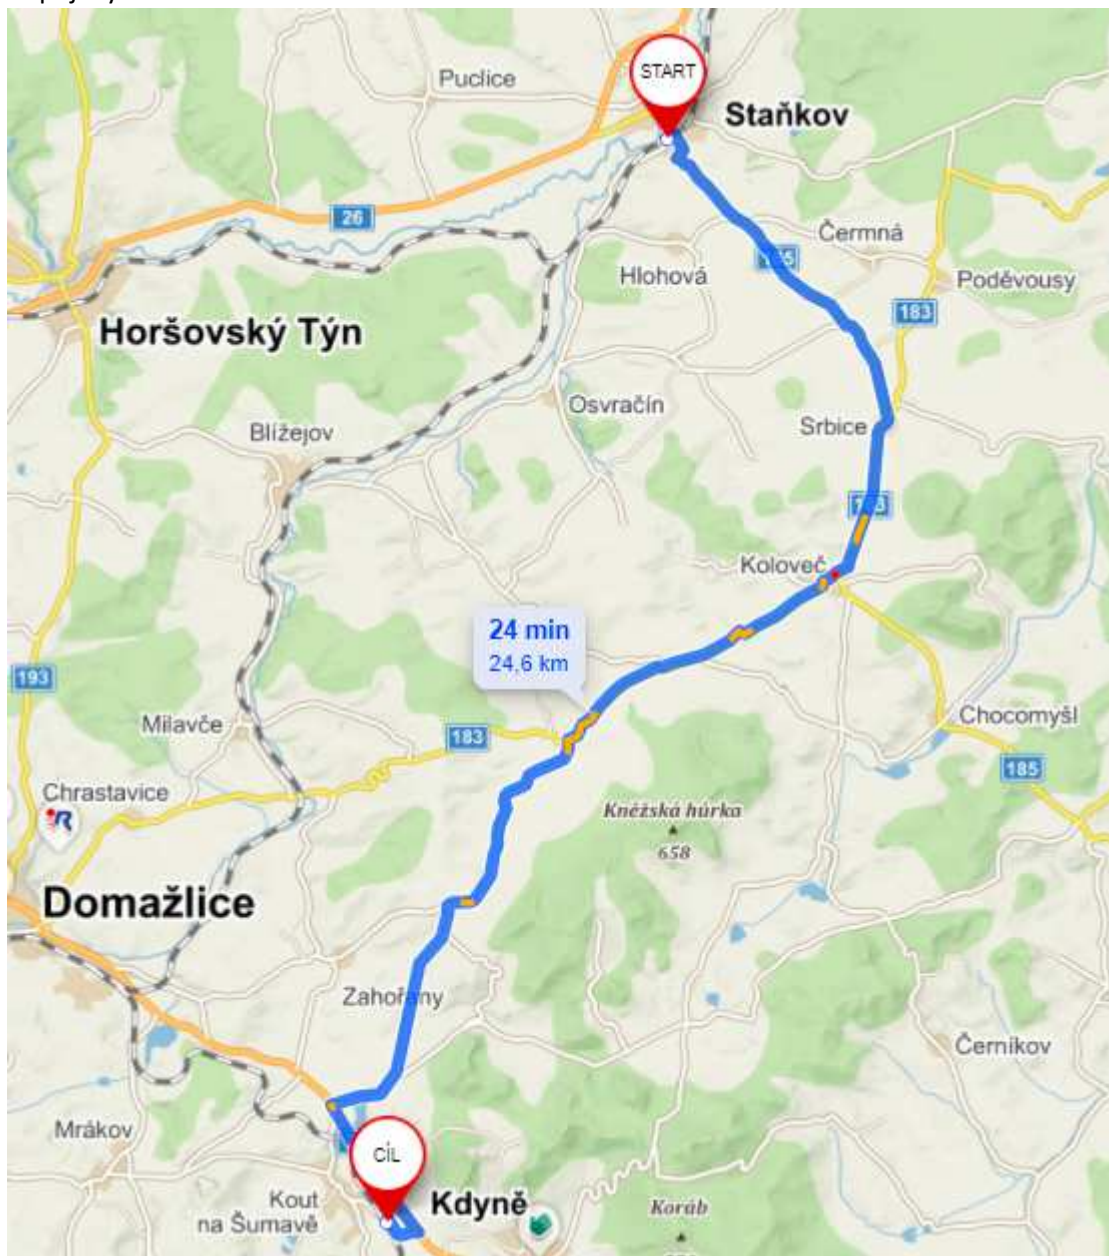 START
Puclice
Staňkov
26
Čermná
Hlohová
Poděvousy
183
Horšovský Týn
Osvračín
Srbice
Blížejov
Koloveč
24 min
24,6 km
193
Milavče
183
Chocomyšl
185
Chrastavice
Kněžská hůrka
658
Domažlice
Zahořany
Černíkov
Mrákov
CÍL
Kout
na Šumavě
Kdyně
Koráb